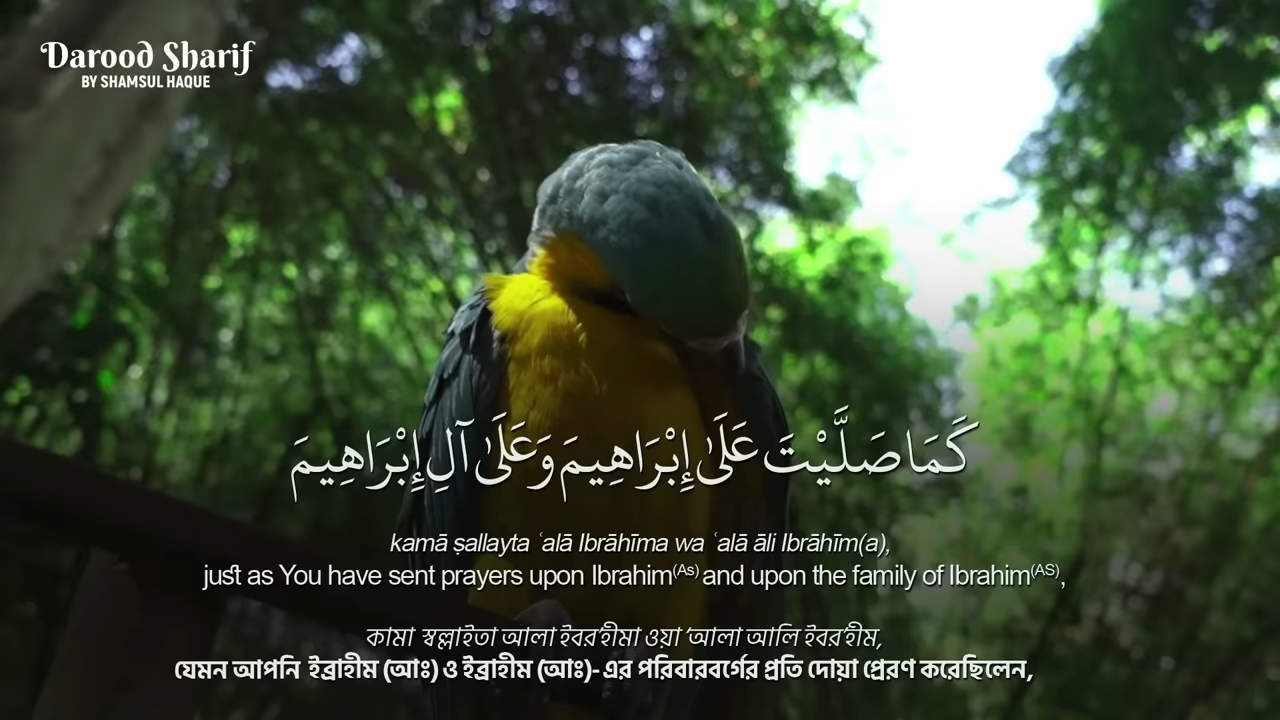 Darood Sharif
BY SHAMSUL HAQUE
كَمَا صَلَّيْتَ عَلَىٰ إِبْرَاهِيمَ وَعَلَىٰ آلِ إِبْرَاهِيمَ
kamā ṣallayta ʿalā Ibrāhīma wa ʿalā āli Ibrāhīm(a),
just as You have sent prayers upon Ibrahim(As) and upon the family of Ibrahim(AS),
কামা স্বল্লাইতা আলা ইবর'হীমা ওয়া 'আলা আলি ইবর'হীম,
যেমন আপনি ইব্রাহীম (আঃ) ও ইব্রাহীম (আঃ)-এর পরিবারবর্গের প্রতি দোয়া প্রেরণ করেছিলেন,